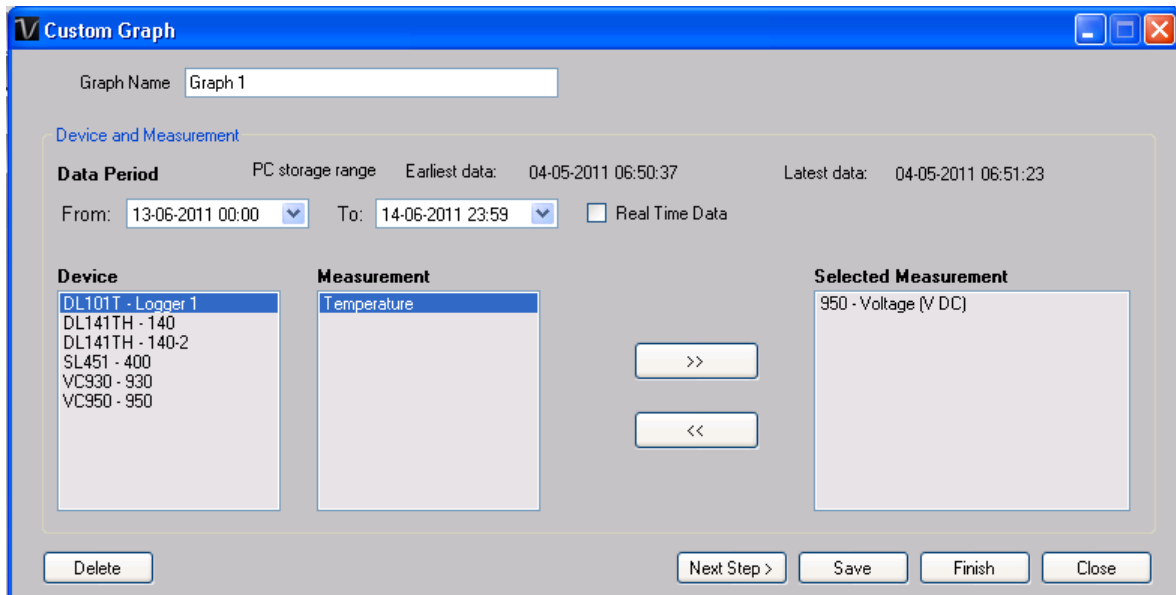 Custom Graph
Graph Name Graph 1
Device and Measurement
Data Period PC storage range Earliest data: 04-05-2011 06:50:37 Latest data: 04-05-2011 06:51:23
From: 13-06-2011 00:00 To: 14-06-2011 23:59 Real Time Data
Device Measurement Selected Measurement
DL101T - Logger 1 Temperature 950 - Voltage (V DC)
DL141TH - 140
DL141TH - 140-2
SL451 - 400
VC930 - 930
VC950 - 950
>>
<<
Delete Next Step > Save Finish Close